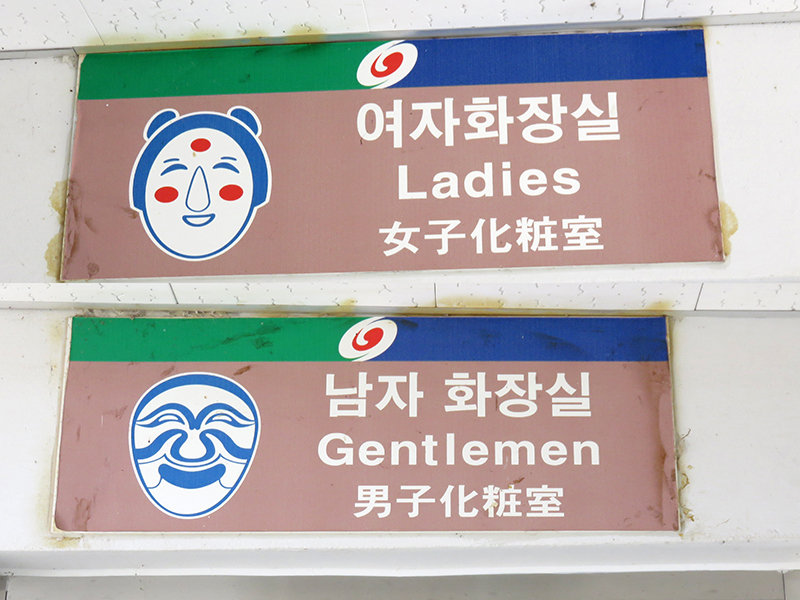 여자화장실
Ladies
女子化粧室
남자 화장실
Gentlemen
男子化粧室